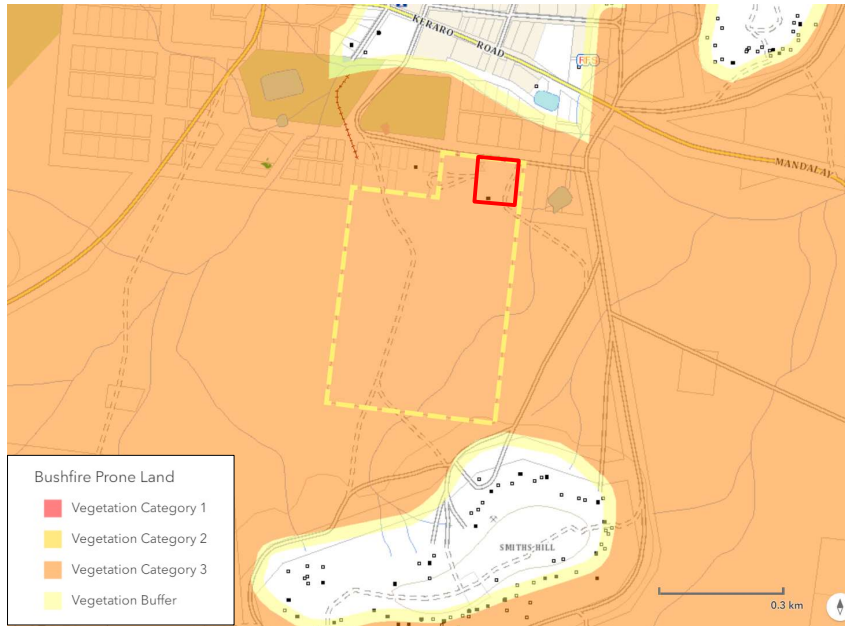 KERARO ROAD
RFS
MANDALAY
Bushfire Prone Land
Vegetation Category 1
Vegetation Category 2
Vegetation Category 3
Vegetation Buffer
SMITHS HILL
0.3 km